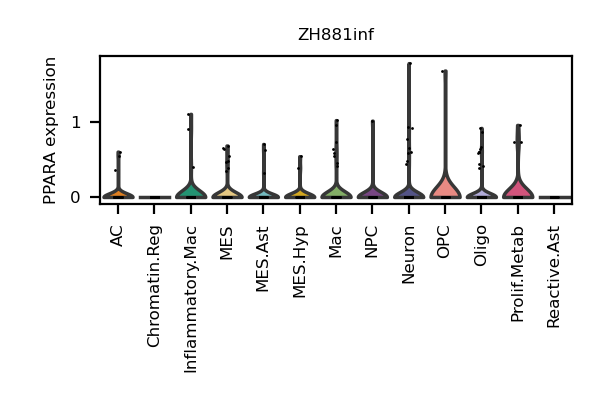 ZH881inf
PPARA expression
1
0
AC
Chromatin.Reg
Inflammatory.Mac
MES
MES.Ast
MES.Hyp
Mac
NPC
Neuron
OPC
Oligo
Prolif.Metab
Reactive.Ast